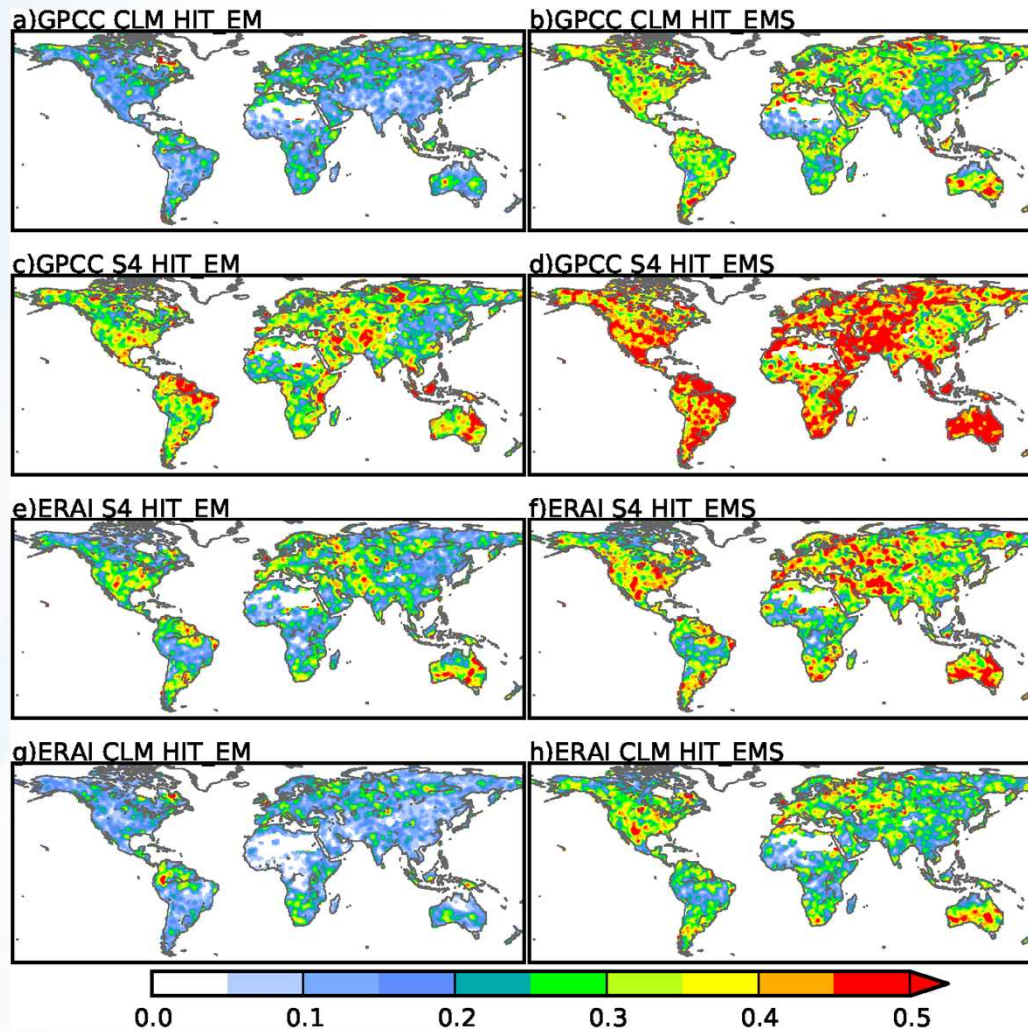 a)GPCC CLM HIT_EM
b)GPCC CLM HIT_EMS
c)GPCC S4 HIT_EM
d)GPCC S4 HIT_EMS
e)ERAI S4 HIT_EM
f)ERAI S4 HIT_EMS
g)ERAI CLM HIT_EM
h)ERAI CLM HIT_EMS
0.0 0.1 0.2 0.3 0.4 0.5